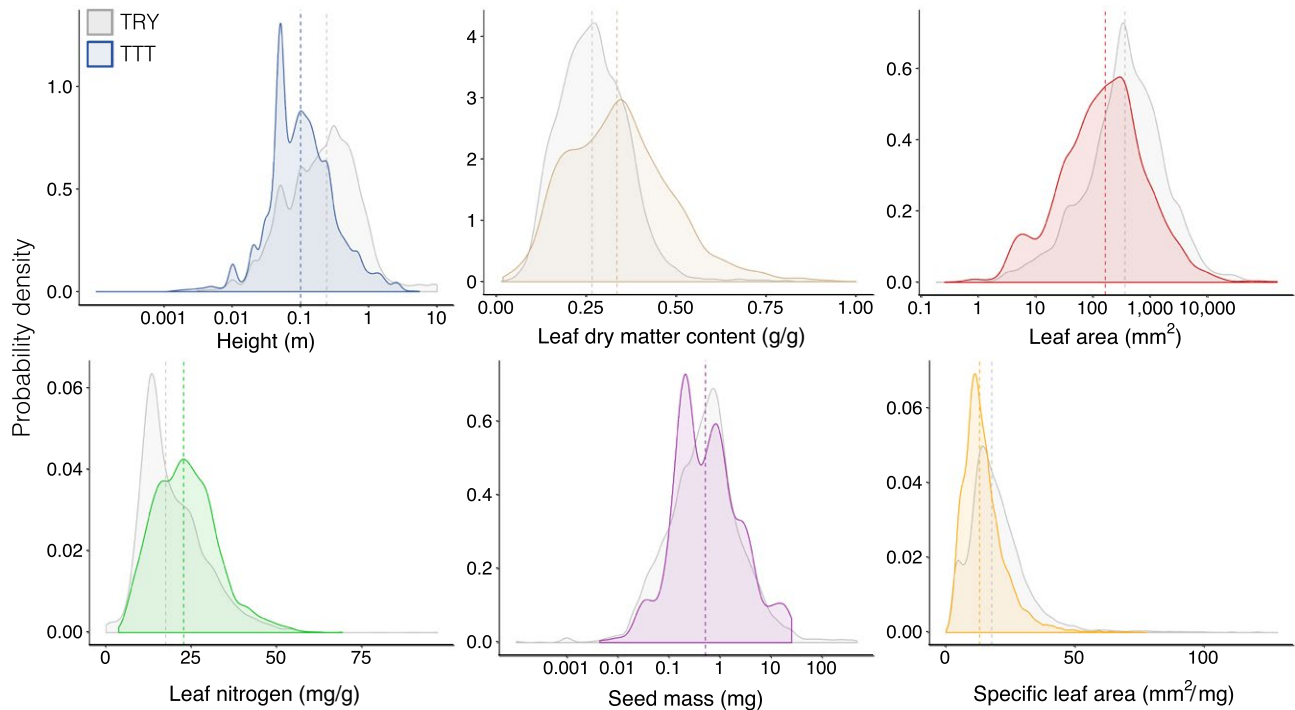 TRY
TTT
Probability density
1.0
0.5
0.0
0.001 0.01 0.1 1 10
Height (m)
4
3
2
1
0
0 0.25 0.50 0.75 1.00
Leaf dry matter content (g/g)
0.6
0.4
0.2
0.0
0.1 1 10 100 1,000 10,000
Leaf area (mm²)
0.06
0.04
0.02
0.00
0 25 50 75
Leaf nitrogen (mg/g)
0.6
0.4
0.2
0.0
0.001 0.01 0.1 1 10 100
Seed mass (mg)
0.06
0.04
0.02
0.00
0 50 100
Specific leaf area (mm²/mg)